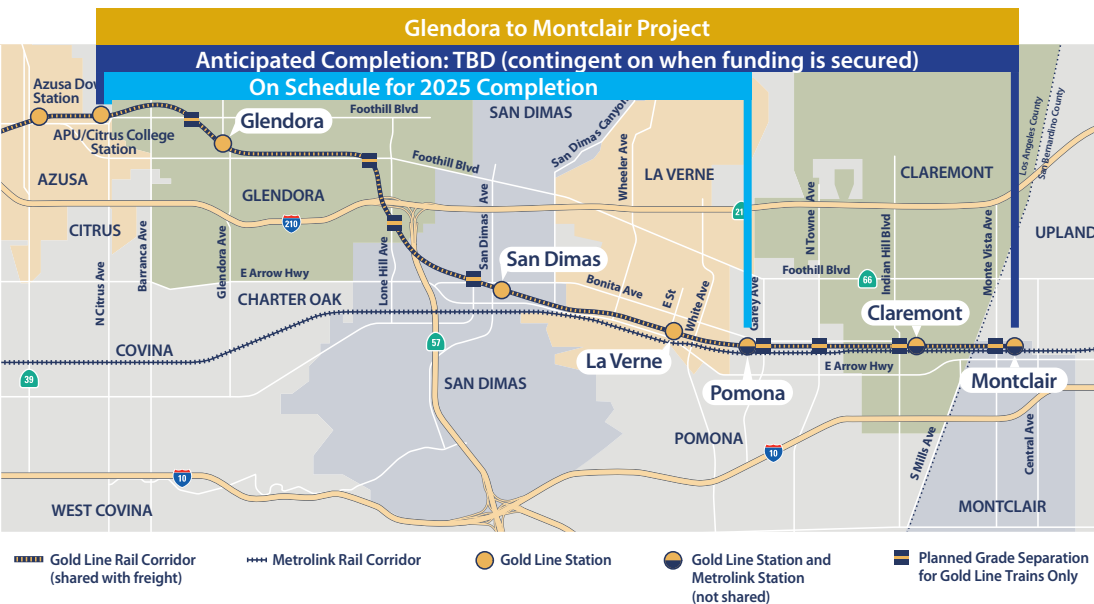 Glendora to Montclair Project
Anticipated Completion: TBD (contingent on when funding is secured)
On Schedule for 2025 Completion
Azusa Dow
Station
APU/Citrus College
Station
Glendora
Foothill Blvd
SAN DIMAS
San Dimas Canyon
Foothill Blvd
Wheeler Ave
LA VERNE
CLAREMONT
Los Angeles County
San Bernardino County
AZUSA
GLENDORA
210
San Dimas Ave
N Towne Ave
21
CITRUS
Barranca Ave
Glendora Ave
Lone Hill Ave
Indian Hill Blvd
Monte Vista Ave
UPLAND
N Citrus Ave
E Arrow Hwy
San Dimas
Bonita Ave
E St
White Ave
Garey Ave
Foothill Blvd
66
CHARTER OAK
Claremont
COVINA
57
La Verne
E Arrow Hwy
39
SAN DIMAS
Pomona
Montclair
POMONA
10
10
S Mills Ave
Central Ave
WEST COVINA
MONTCLAIR
Gold Line Rail Corridor
(shared with freight)
Metrolink Rail Corridor
Gold Line Station
Gold Line Station and
Metrolink Station
(not shared)
Planned Grade Separation
for Gold Line Trains Only